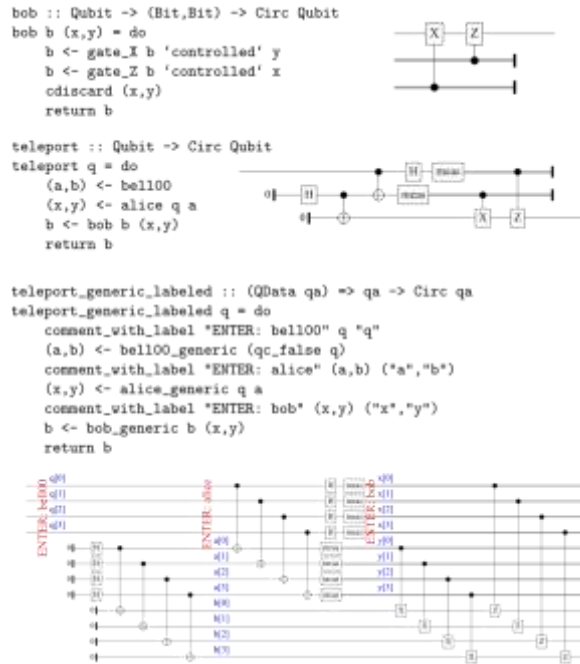 bob :: Qubit -> (Bit,Bit) -> Circ Qubit
bob b (x,y) = do
b <- gate_X b ‘controlled‘ y
b <- gate_Z b ‘controlled‘ x
cdiscard (x,y)
return b
X Z
teleport :: Qubit -> Circ Qubit
teleport q = do
(a,b) <- bell00
(x,y) <- alice q a
b <- bob b (x,y)
return b
H meas
0 H meas
0 X Z
teleport_generic_labeled :: (QData qa) => qa -> Circ qa
teleport_generic_labeled q = do
comment_with_label "ENTER: bell00" q "q"
(a,b) <- bell00_generic (qc_false q)
comment_with_label "ENTER: alice" (a,b) ("a","b")
(x,y) <- alice_generic q a
comment_with_label "ENTER: bob" (x,y) ("x","y")
b <- bob_generic b (x,y)
return b
ENTER: bell00
q[0]
q[1]
q[2]
q[3]
ENTER: alice
a[0]
a[1]
a[2]
a[3]
b[0]
b[1]
b[2]
b[3]
ENTER: bob
x[0]
x[1]
x[2]
x[3]
y[0]
y[1]
y[2]
y[3]